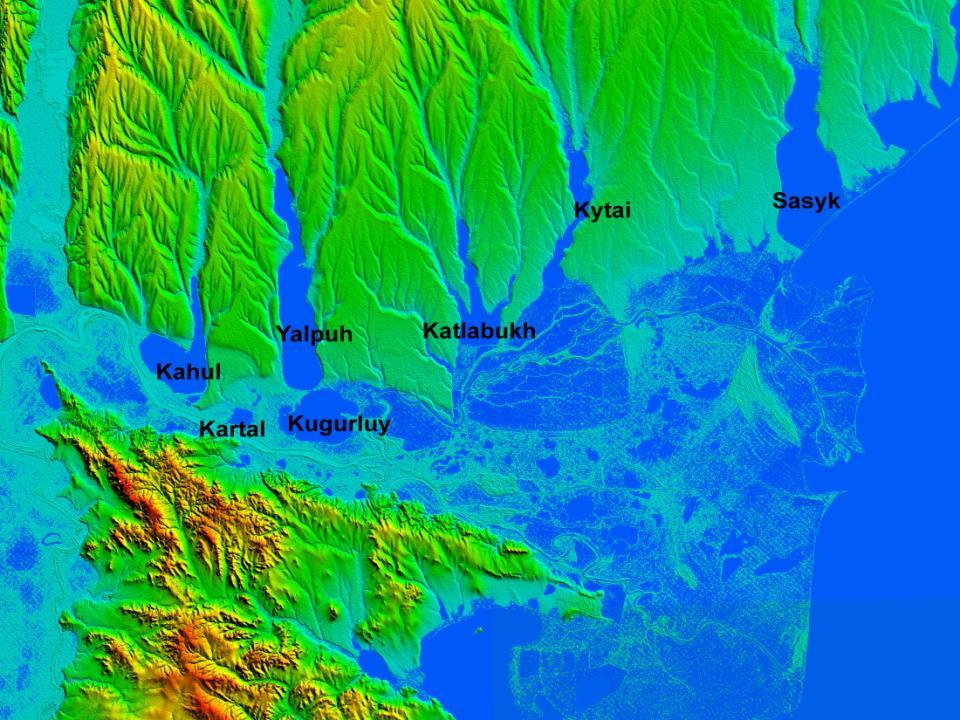 Kytai
Sasyk
Yalpuh
Katlabukh
Kahul
Kartal
Kugurluy